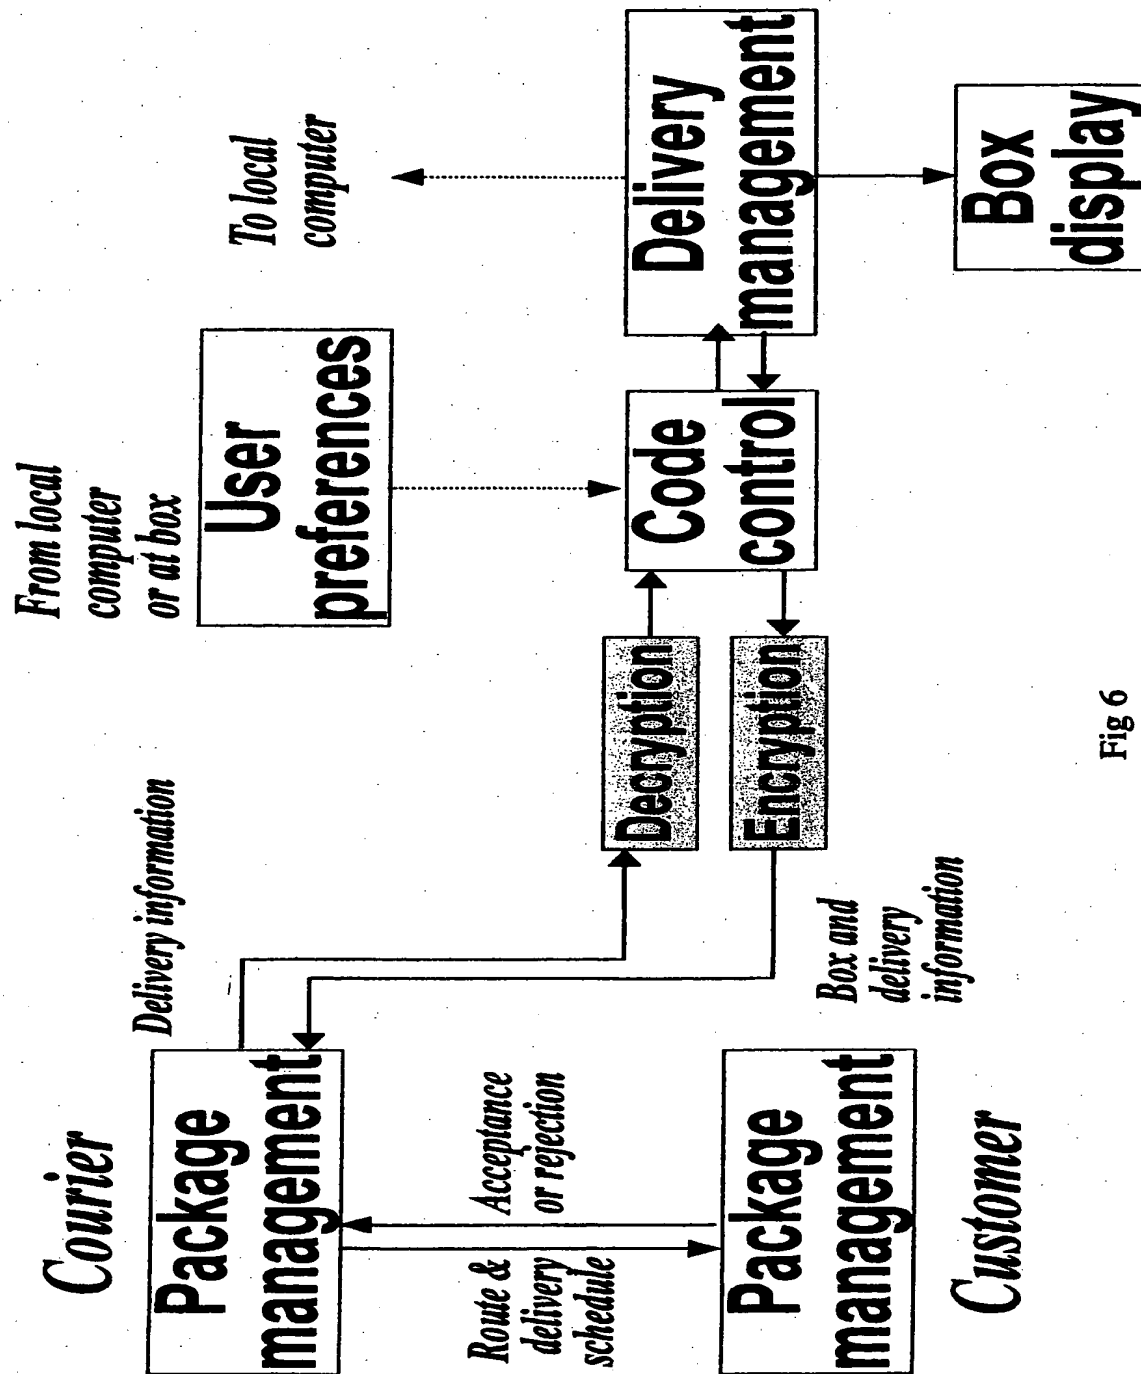 Courier
Package
management
Delivery information
From local
computer
or at box
User
preferences
To local
computer
Route &
delivery
schedule
Acceptance
or rejection
Decryption
Encryption
Code
control
Delivery
management
Package
management
Customer
Box and
delivery
information
Box
display
Fig 6